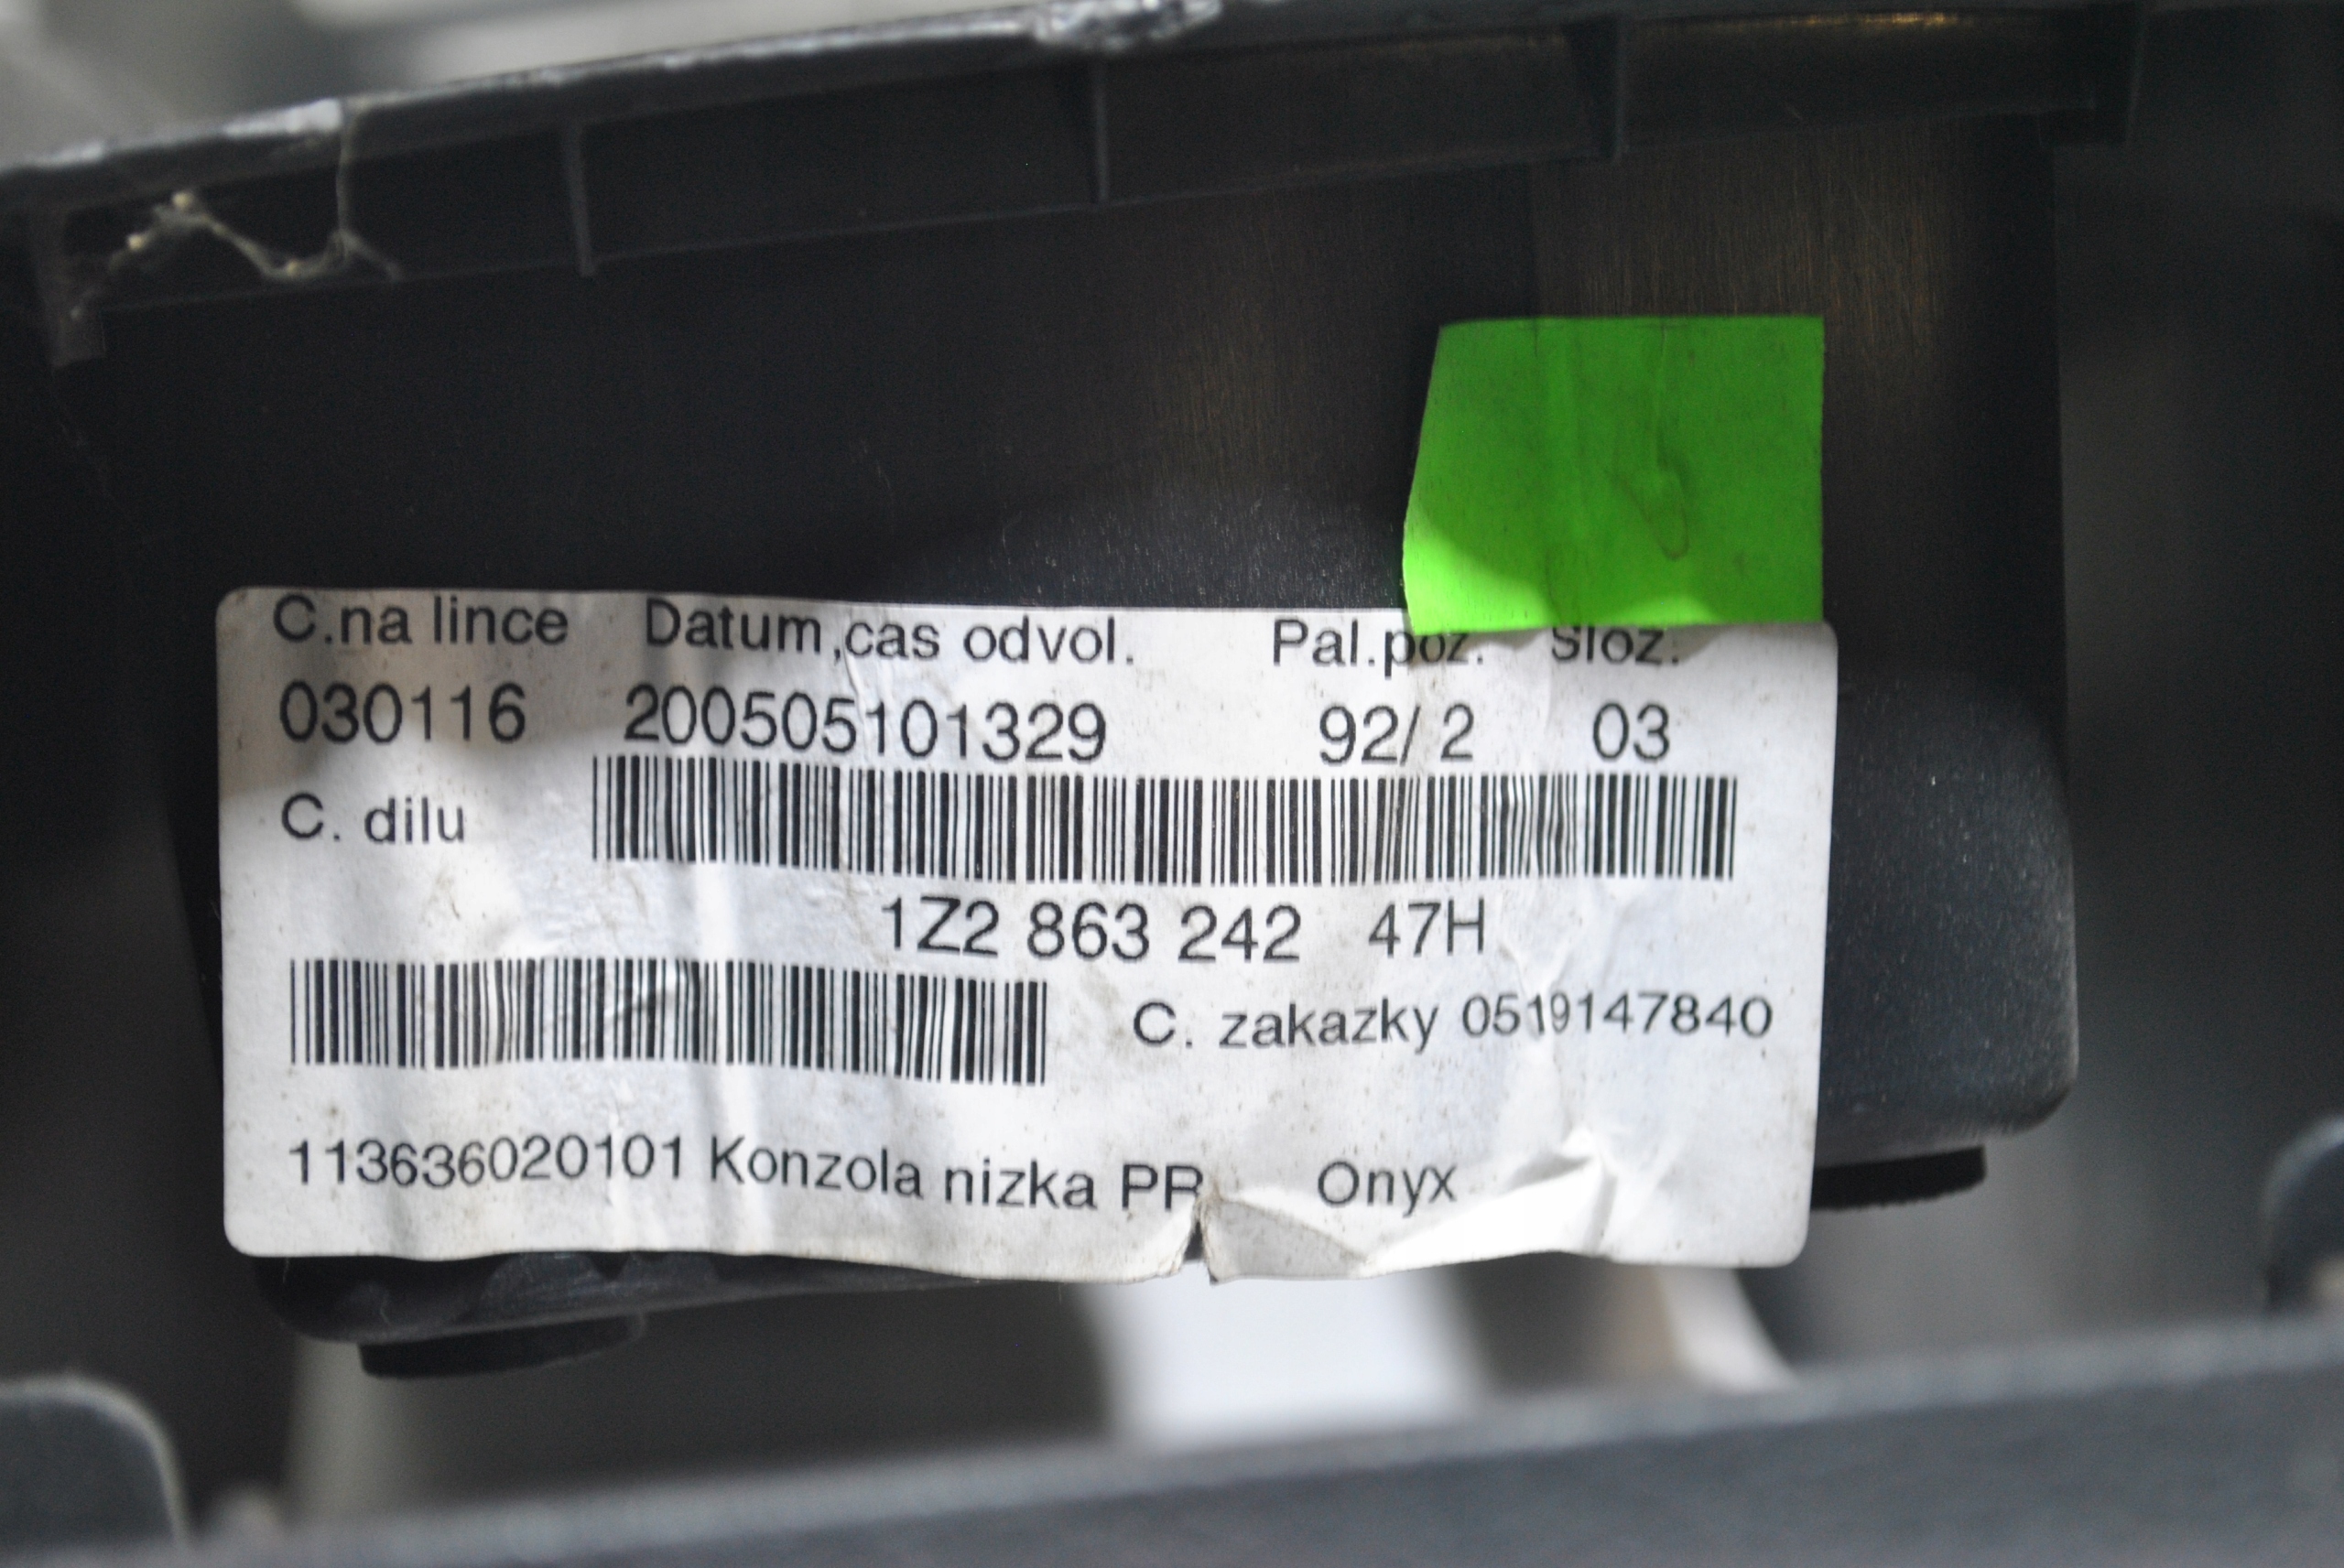 C.na lince Datum,cas odvol. Pal.poz. Sloz.
030116 200505101329 92/ 2 03
C. dilu
1Z2 863 242 47H
C. zakazky 0519147840
113636020101 Konzola nizka PR Onyx